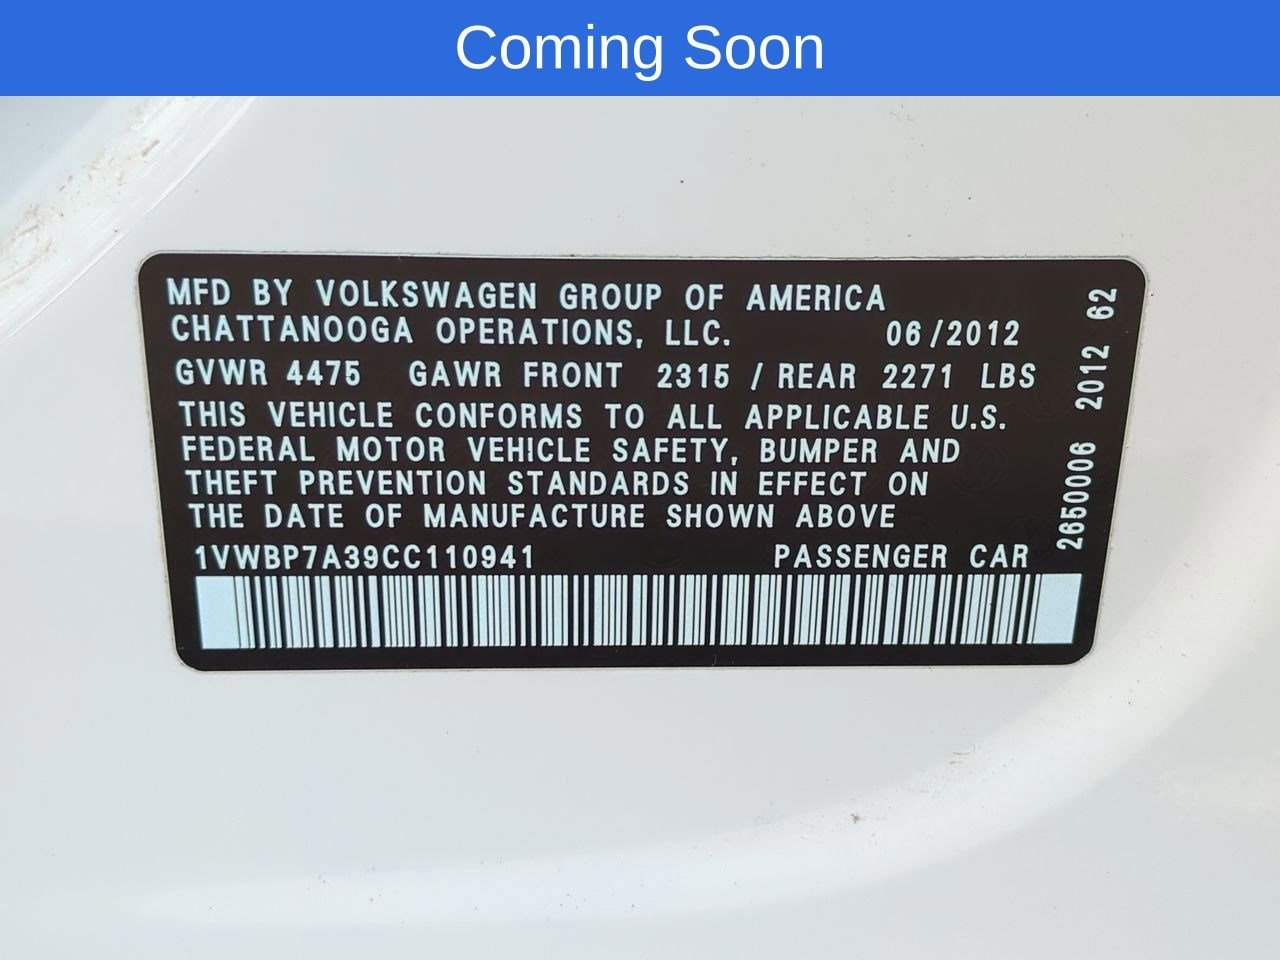 Coming Soon
MFD BY VOLKSWAGEN GROUP OF AMERICA
CHATTANOOGA OPERATIONS, LLC. 06/2012
GVWR 4475 GAWR FRONT 2315 / REAR 2271 LBS
THIS VEHICLE CONFORMS TO ALL APPLICABLE U.S.
FEDERAL MOTOR VEHICLE SAFETY, BUMPER AND
THEFT PREVENTION STANDARDS IN EFFECT ON
THE DATE OF MANUFACTURE SHOWN ABOVE
1VWBP7A39CC110941 PASSENGER CAR
2650006 2012 62